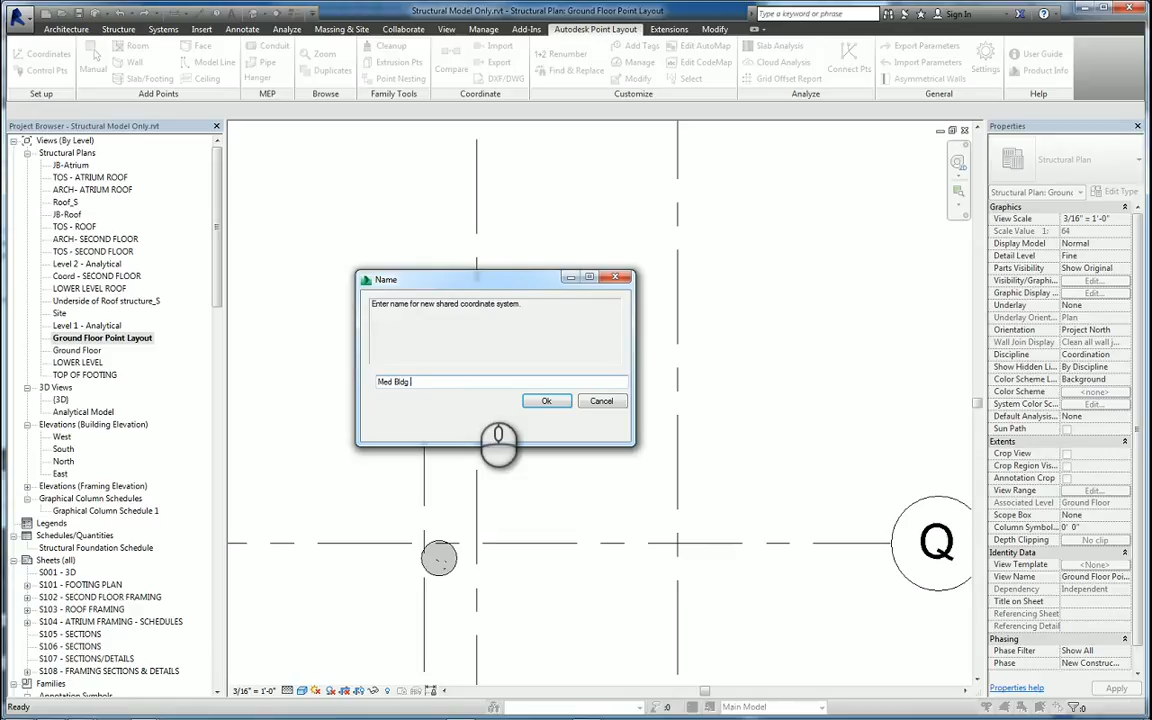 Structural Model Only.rvt - Structural Plan: Ground Floor Point Layout
Type a keyword or phrase
Sign In
Architecture Structure Systems Insert Annotate Analyze Massing & Site Collaborate View Manage Add-Ins Autodesk Point Layout Extensions Modify
Coordinates
Control Pts
Set up
Manual
Room
Wall
Slab/Footing
Face
Model Line
Ceiling
Add Points
Conduit
Pipe
Hanger
MEP
Zoom
Duplicates
Browse
Cleanup
Extrusion Pts
Point Nesting
Family Tools
Compare
Import
Export
DXF/DWG
Coordinate
Renumber
Find & Replace
Add Tags
Manage
Modify
Edit AutoMap
Edit CodeMap
Select
Customize
Slab Analysis
Cloud Analysis
Grid Offset Report
Connect Pts
Analyze
Export Parameters
Import Parameters
Asymmetrical Walls
Settings
General
User Guide
Product Info
Help
Project Browser - Structural Model Only.rvt
Views (By Level)
Structural Plans
JB-Atrium
TOS - ATRIUM ROOF
ARCH- ATRIUM ROOF
Roof_S
JB-Roof
TOS - ROOF
ARCH- SECOND FLOOR
TOS - SECOND FLOOR
Level 2 - Analytical
Coord - SECOND FLOOR
LOWER LEVEL ROOF
Underside of Roof structure_S
Site
Level 1 - Analytical
Ground Floor Point Layout
Ground Floor
LOWER LEVEL
TOP OF FOOTING
3D Views
{3D}
Analytical Model
Elevations (Building Elevation)
West
South
North
East
Elevations (Framing Elevation)
Graphical Column Schedules
Graphical Column Schedule 1
Legends
Schedules/Quantities
Structural Foundation Schedule
Sheets (all)
S001 - 3D
S101 - FOOTING PLAN
S102 - SECOND FLOOR FRAMING
S103 - ROOF FRAMING
S104 - ATRIUM FRAMING - SCHEDULES
S105 - SECTIONS
S106 - SECTIONS
S107 - SECTIONS/DETAILS
S108 - FRAMING SECTIONS & DETAILS
Families
Name
Enter name for new shared coordinate system.
Med Bldg
Ok Cancel
Q
3/16" = 1'-0"
Properties
Structural Plan
Structural Plan: Ground
Edit Type
Graphics
View Scale 3/16" = 1'-0"
Scale Value 1: 64
Display Model Normal
Detail Level Fine
Parts Visibility Show Original
Visibility/Graphi... Edit...
Graphic Display ... Edit...
Underlay None
Underlay Orient... Plan
Orientation Project North
Wall Join Display Clean all wall j...
Discipline Coordination
Show Hidden Li... By Discipline
Color Scheme L... Background
Color Scheme <none>
System Color Sc... Edit...
Default Analysis... None
Sun Path
Extents
Crop View
Crop Region Vis...
Annotation Crop
View Range Edit...
Associated Level Ground Floor
Scope Box None
Column Symbol... 0' 0"
Depth Clipping No clip
Identity Data
View Template <None>
View Name Ground Floor Poi...
Dependency Independent
Title on Sheet
Referencing Sheet
Referencing Detail
Phasing
Phase Filter Show All
Phase New Construc...
Properties help
Apply
Ready
:0
Main Model
:0